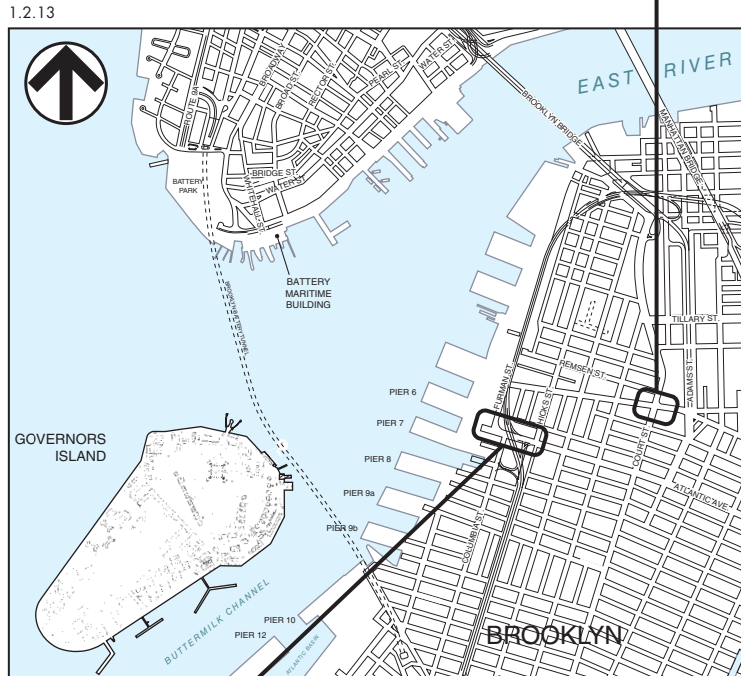 1.2.13
EAST RIVER
WATER ST.
PEARL ST.
BROADWAY
BROAD ST.
RECTOR ST.
ROUTE 9A
BROOKLYN BRIDGE
MANHATTAN BRIDGE
BRIDGE ST.
WATER S
WHITEHALL ST.
BATTERY
PARK
BATTERY
MARITIME
BUILDING
BROOKLYN BATTERY TUNNEL
TILLARY ST.
REMSEN ST.
ADAMS ST.
FURMAN ST.
HICKS ST.
COURT ST.
PIER 6
PIER 7
PIER 8
PIER 9a
PIER 9b
GOVERNORS
ISLAND
ATLANTIC AVE.
COLUMBIA ST.
BUTTERMILK CHANNEL
PIER 10
PIER 12
ATLANTIC BASIN
BROOKLYN